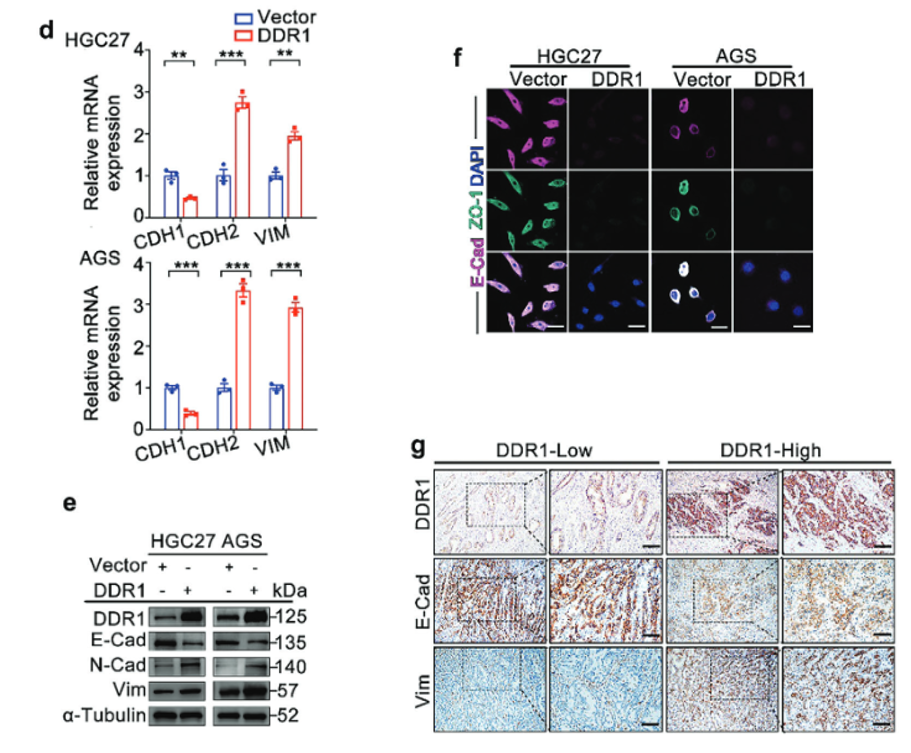 d
Vector
DDR1
HGC27
** *** **
4
3
2
1
0
Relative mRNA
expression
CDH1 CDH2 VIM
AGS
*** *** ***
4
3
2
1
0
Relative mRNA
expression
CDH1 CDH2 VIM
e
HGC27 AGS
Vector + - + -
DDR1 - + - + kDa
DDR1 125
E-Cad 135
N-Cad 140
Vim 57
α-Tubulin 52
f
HGC27 AGS
Vector DDR1 Vector DDR1
E-Cad ZO-1 DAPI
g
DDR1-Low DDR1-High
DDR1
E-Cad
Vim